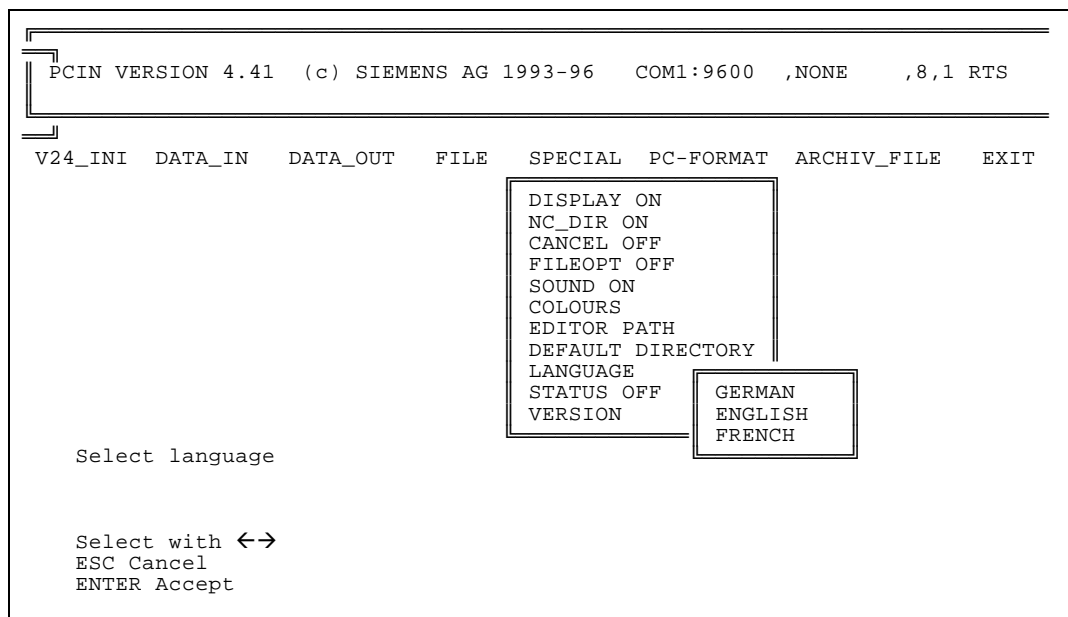 PCIN VERSION 4.41 (c) SIEMENS AG 1993-96 COM1:9600 ,NONE ,8,1 RTS
V24_INI DATA_IN DATA_OUT FILE SPECIAL PC-FORMAT ARCHIV_FILE EXIT
DISPLAY ON
NC_DIR ON
CANCEL OFF
FILEOPT OFF
SOUND ON
COLOURS
EDITOR PATH
DEFAULT DIRECTORY
LANGUAGE
STATUS OFF
VERSION
GERMAN
ENGLISH
FRENCH
Select language
Select with ←→
ESC Cancel
ENTER Accept